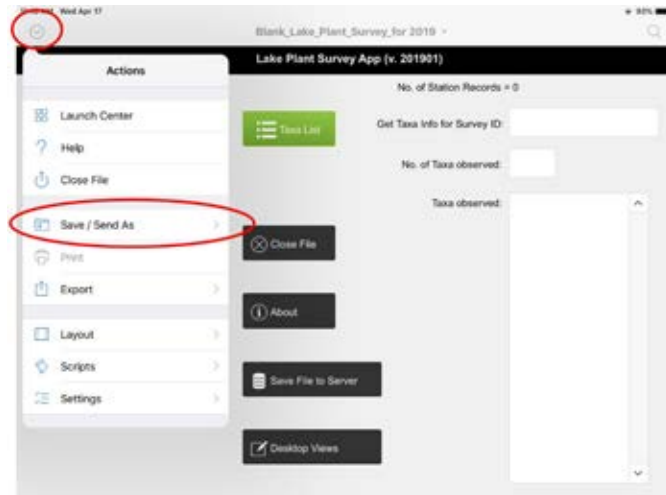 Wed Apr 17
Blank_Lake_Plant_Survey_for 2019
Lake Plant Survey App (v. 201901)
Actions
Launch Center
Help
Close File
Save / Send As
Print
Export
Layout
Scripts
Settings
No. of Station Records = 0
Taxa List
Get Taxa Info for Survey ID:
No. of Taxa observed:
Taxa observed:
Close File
About
Save File to Server
Desktop Views